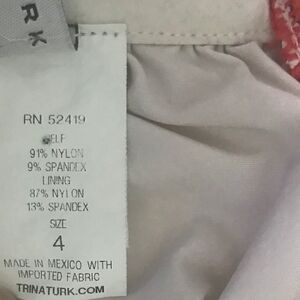 RK
RN 52419
SELF
91% NYLON
9% SPANDEX
LINING
87% NYLON
13% SPANDEX
SIZE
4
MADE IN MEXICO WITH
IMPORTED FABRIC
TRINATURK.COM